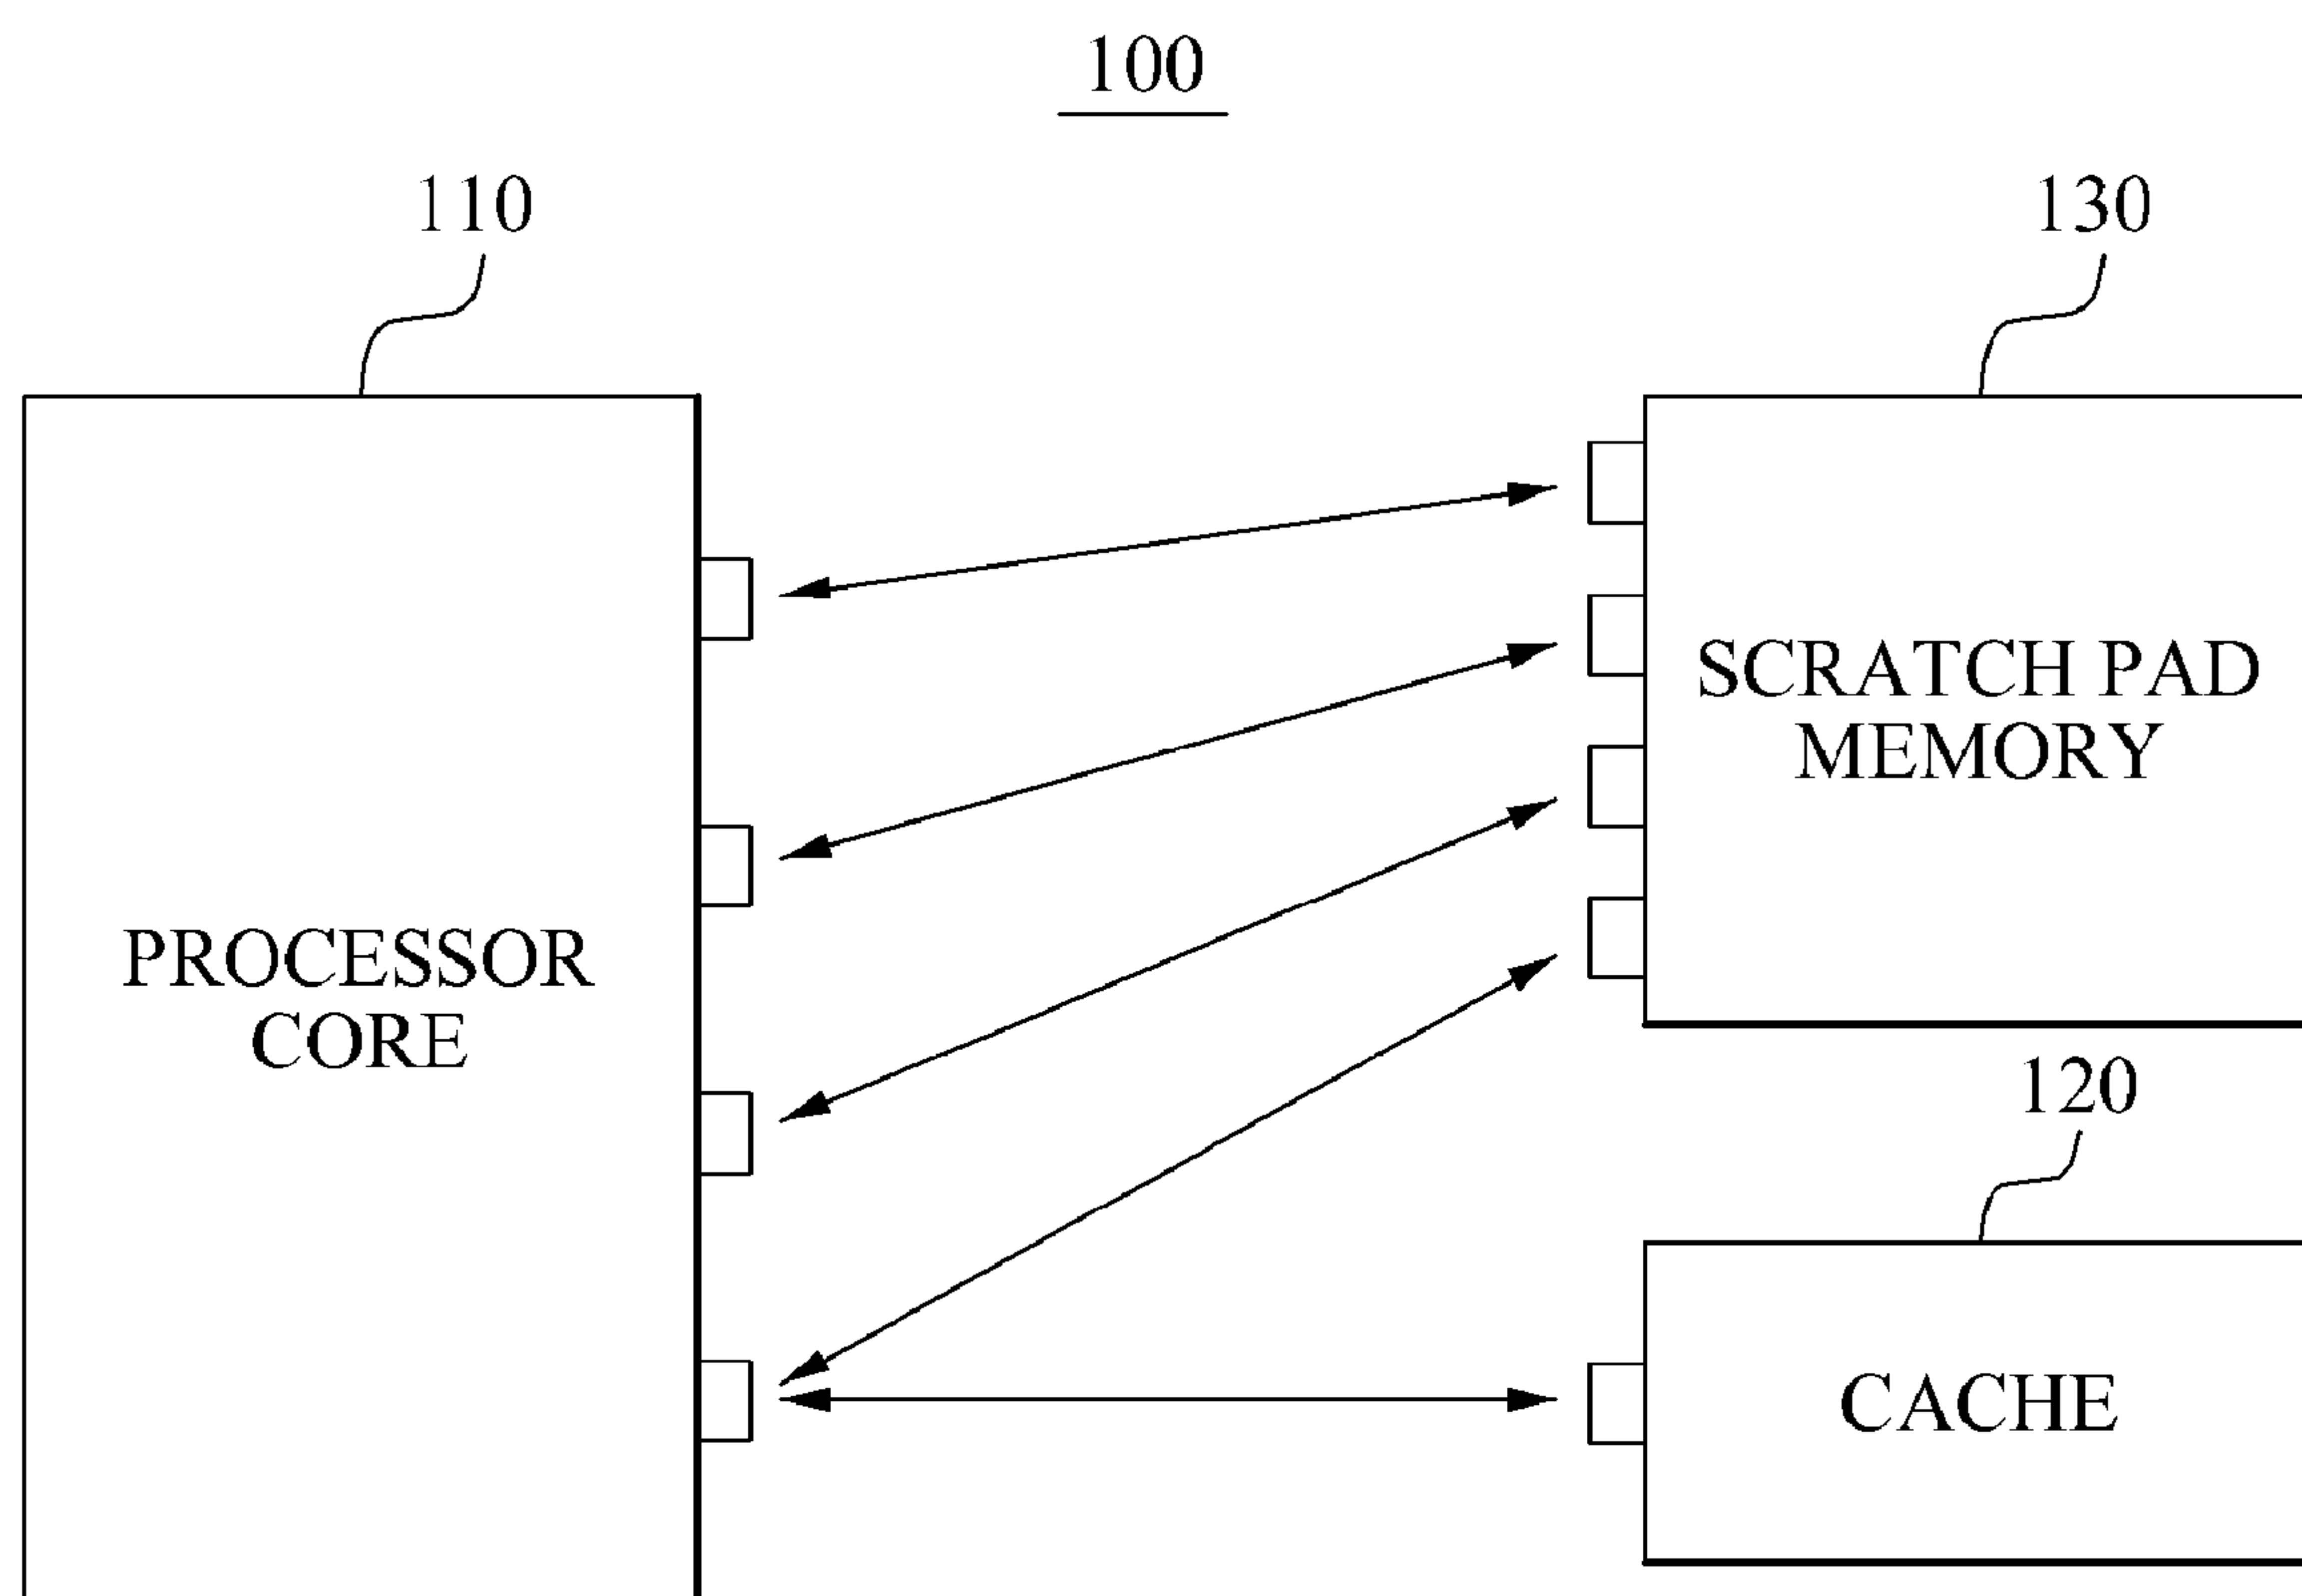 100
110
130
SCRATCH PAD
MEMORY
PROCESSOR
CORE
120
CACHE